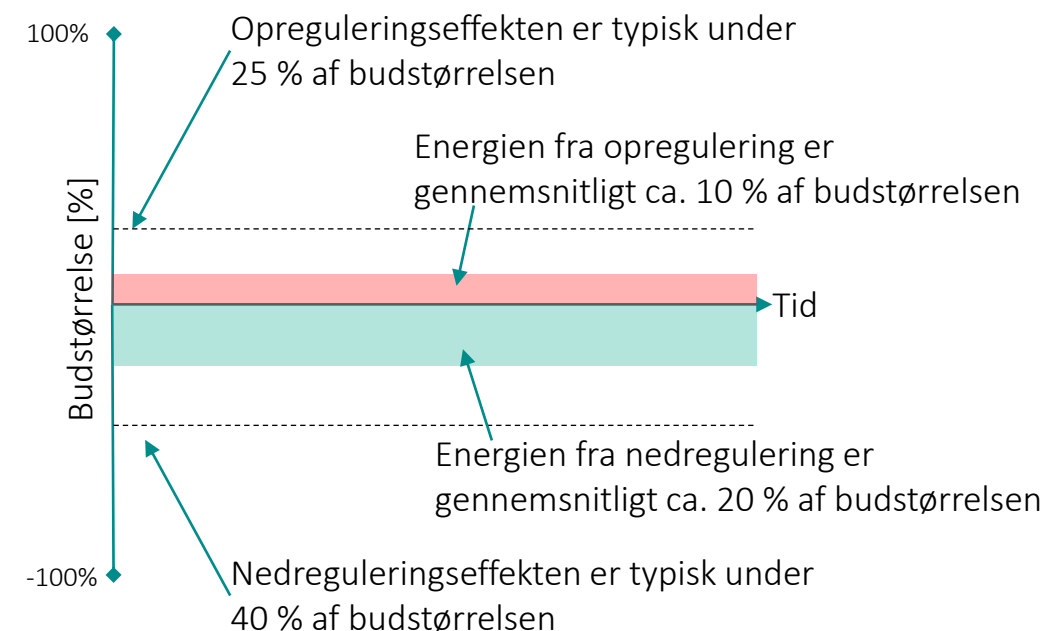 100%
Opreguleringseffekten er typisk under
25 % af budstørrelsen
Energien fra opregulering er
gennemsnitligt ca. 10 % af budstørrelsen
Budstørrelse [%]
Tid
Energien fra nedregulering er
gennemsnitligt ca. 20 % af budstørrelsen
-100%
Nedreguleringseffekten er typisk under
40 % af budstørrelsen